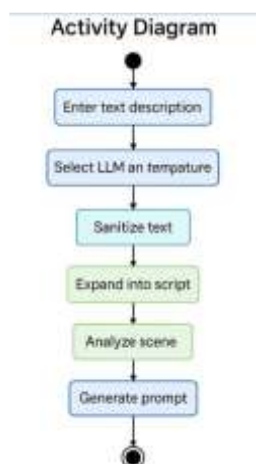 Activity Diagram
Enter text description
Select LLM an tempature
Sanitize text
Expand into script
Analyze scene
Generate prompt